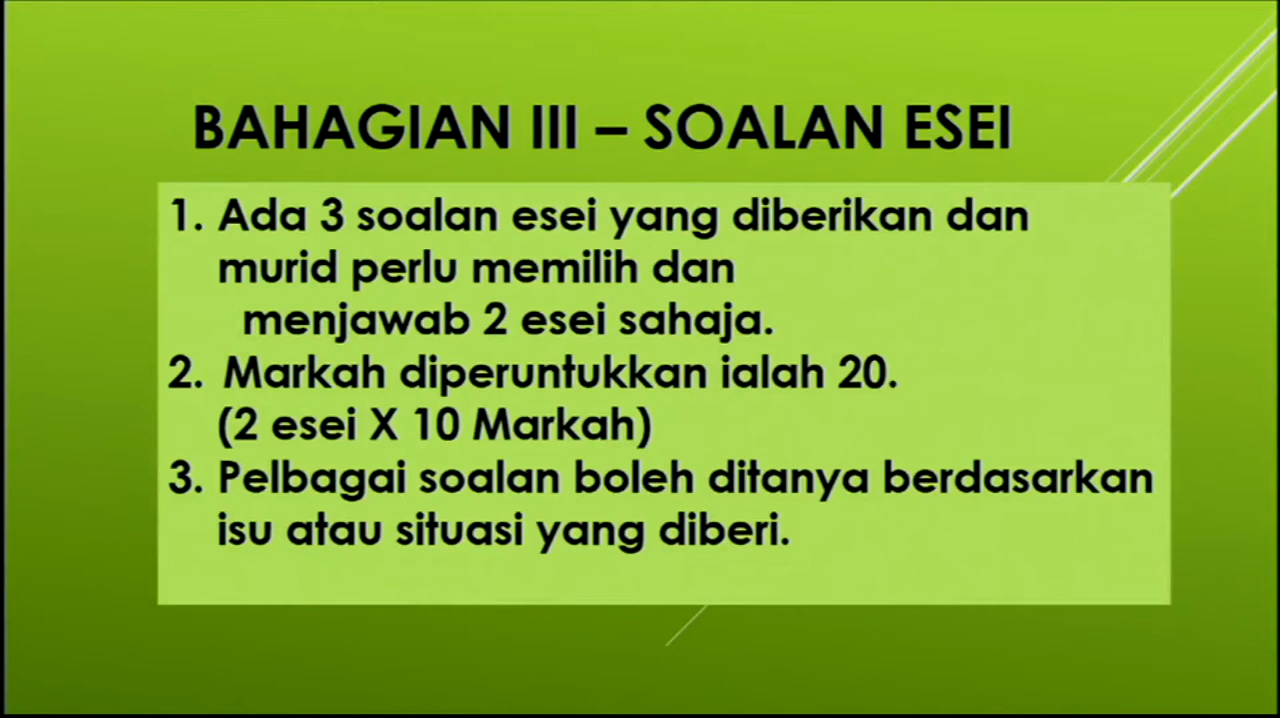 BAHAGIAN III – SOALAN ESEI
1. Ada 3 soalan esei yang diberikan dan
murid perlu memilih dan
menjawab 2 esei sahaja.
2. Markah diperuntukkan ialah 20.
(2 esei X 10 Markah)
3. Pelbagai soalan boleh ditanya berdasarkan
isu atau situasi yang diberi.